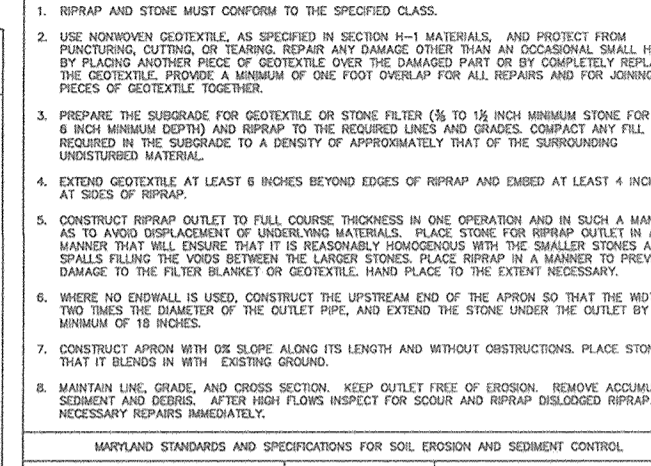 1. RIPRAP AND STONE MUST CONFORM TO THE SPECIFIED CLASS.
2. USE NONWOVEN GEOTEXTILE, AS SPECIFIED IN SECTION H-1 MATERIALS, AND PROTECT FROM
PUNCTURING, CUTTING, OR TEARING. REPAIR ANY DAMAGE OTHER THAN AN OCCASIONAL SMALL H
BY PLACING ANOTHER PIECE OF GEOTEXTILE OVER THE DAMAGED PART OR BY COMPLETELY REPL
THE GEOTEXTILE. PROVIDE A MINIMUM OF ONE FOOT OVERLAP FOR ALL REPAIRS AND FOR JOINING
PIECES OF GEOTEXTILE TOGETHER.
3. PREPARE THE SUBGRADE FOR GEOTEXTILE OR STONE FILTER (¾ TO 1½ INCH MINIMUM STONE FOR
6 INCH MINIMUM DEPTH) AND RIPRAP TO THE REQUIRED LINES AND GRADES. COMPACT ANY FILL
REQUIRED IN THE SUBGRADE TO A DENSITY OF APPROXIMATELY THAT OF THE SURROUNDING
UNDISTURBED MATERIAL.
4. EXTEND GEOTEXTILE AT LEAST 6 INCHES BEYOND EDGES OF RIPRAP AND EMBED AT LEAST 4 INC
AT SIDES OF RIPRAP.
5. CONSTRUCT RIPRAP OUTLET TO FULL COURSE THICKNESS IN ONE OPERATION AND IN SUCH A MAN
AS TO AVOID DISPLACEMENT OF UNDERLYING MATERIALS. PLACE STONE FOR RIPRAP OUTLET IN A
MANNER THAT WILL ENSURE THAT IT IS REASONABLY HOMOGENOUS WITH THE SMALLER STONES A
SPALLS FILLING THE VOIDS BETWEEN THE LARGER STONES. PLACE RIPRAP IN A MANNER TO PREV
DAMAGE TO THE FILTER BLANKET OR GEOTEXTILE. HAND PLACE TO THE EXTENT NECESSARY.
6. WHERE NO ENDWALL IS USED, CONSTRUCT THE UPSTREAM END OF THE APRON SO THAT THE WID
TWO TIMES THE DIAMETER OF THE OUTLET PIPE, AND EXTEND THE STONE UNDER THE OUTLET BY
MINIMUM OF 18 INCHES.
7. CONSTRUCT APRON WITH 0% SLOPE ALONG ITS LENGTH AND WITHOUT OBSTRUCTIONS. PLACE STON
THAT IT BLENDS IN WITH EXISTING GROUND.
8. MAINTAIN LINE, GRADE, AND CROSS SECTION. KEEP OUTLET FREE OF EROSION. REMOVE ACCUMU
SEDIMENT AND DEBRIS. AFTER HIGH FLOWS INSPECT FOR SCOUR AND RIPRAP DISLODGED RIPRAP.
NECESSARY REPAIRS IMMEDIATELY.
MARYLAND STANDARDS AND SPECIFICATIONS FOR SOIL EROSION AND SEDIMENT CONTROL